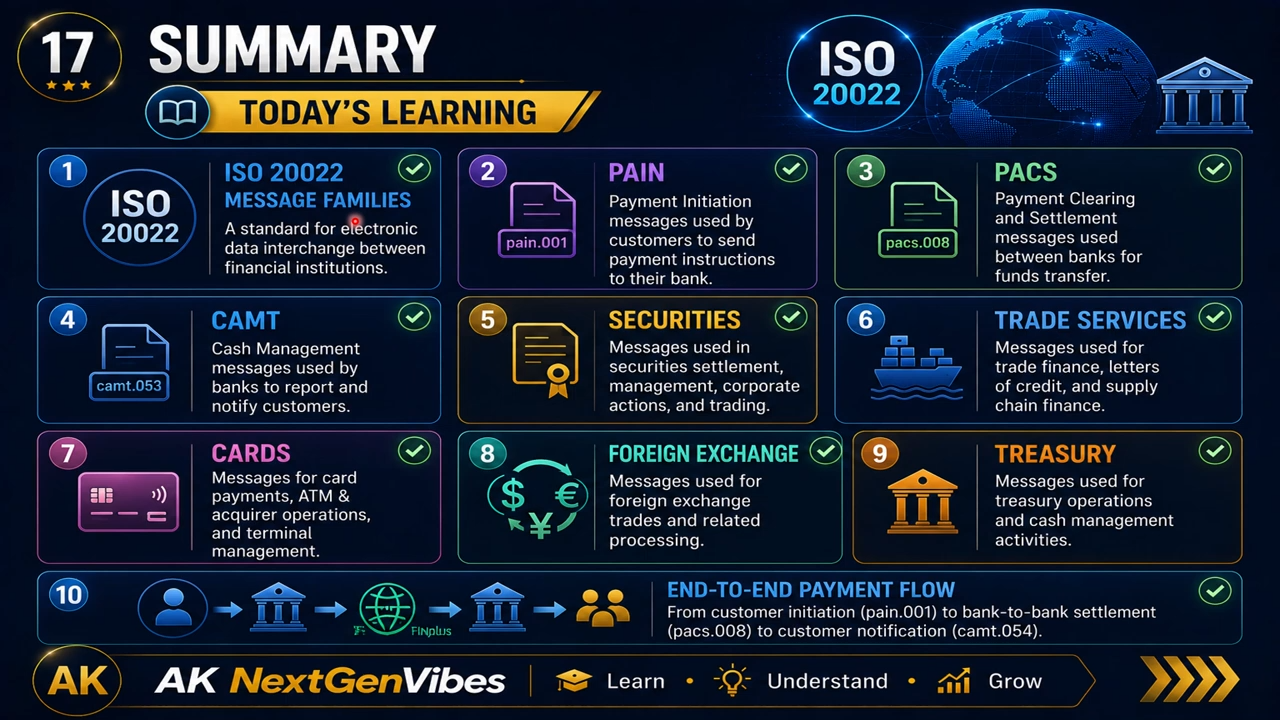 17
SUMMARY
TODAY'S LEARNING
ISO
20022
1
ISO
20022
ISO 20022
MESSAGE FAMILIES
A standard for electronic
data interchange between
financial institutions.
2
pain.001
PAIN
Payment Initiation
messages used by
customers to send
payment instructions
to their bank.
3
pacs.008
PACS
Payment Clearing
and Settlement
messages used
between banks for
funds transfer.
4
camt.053
CAMT
Cash Management
messages used by
banks to report and
notify customers.
5
SECURITIES
Messages used in
securities settlement,
management, corporate
actions, and trading.
6
TRADE SERVICES
Messages used for
trade finance, letters
of credit, and supply
chain finance.
7
CARDS
Messages for card
payments, ATM &
acquirer operations,
and terminal
management.
8
$ € ¥
FOREIGN EXCHANGE
Messages used for
foreign exchange
trades and related
processing.
9
TREASURY
Messages used for
treasury operations
and cash management
activities.
10
Finplus
END-TO-END PAYMENT FLOW
From customer initiation (pain.001) to bank-to-bank settlement
(pacs.008) to customer notification (camt.054).
AK
AK NextGenVibes
Learn • Understand • Grow